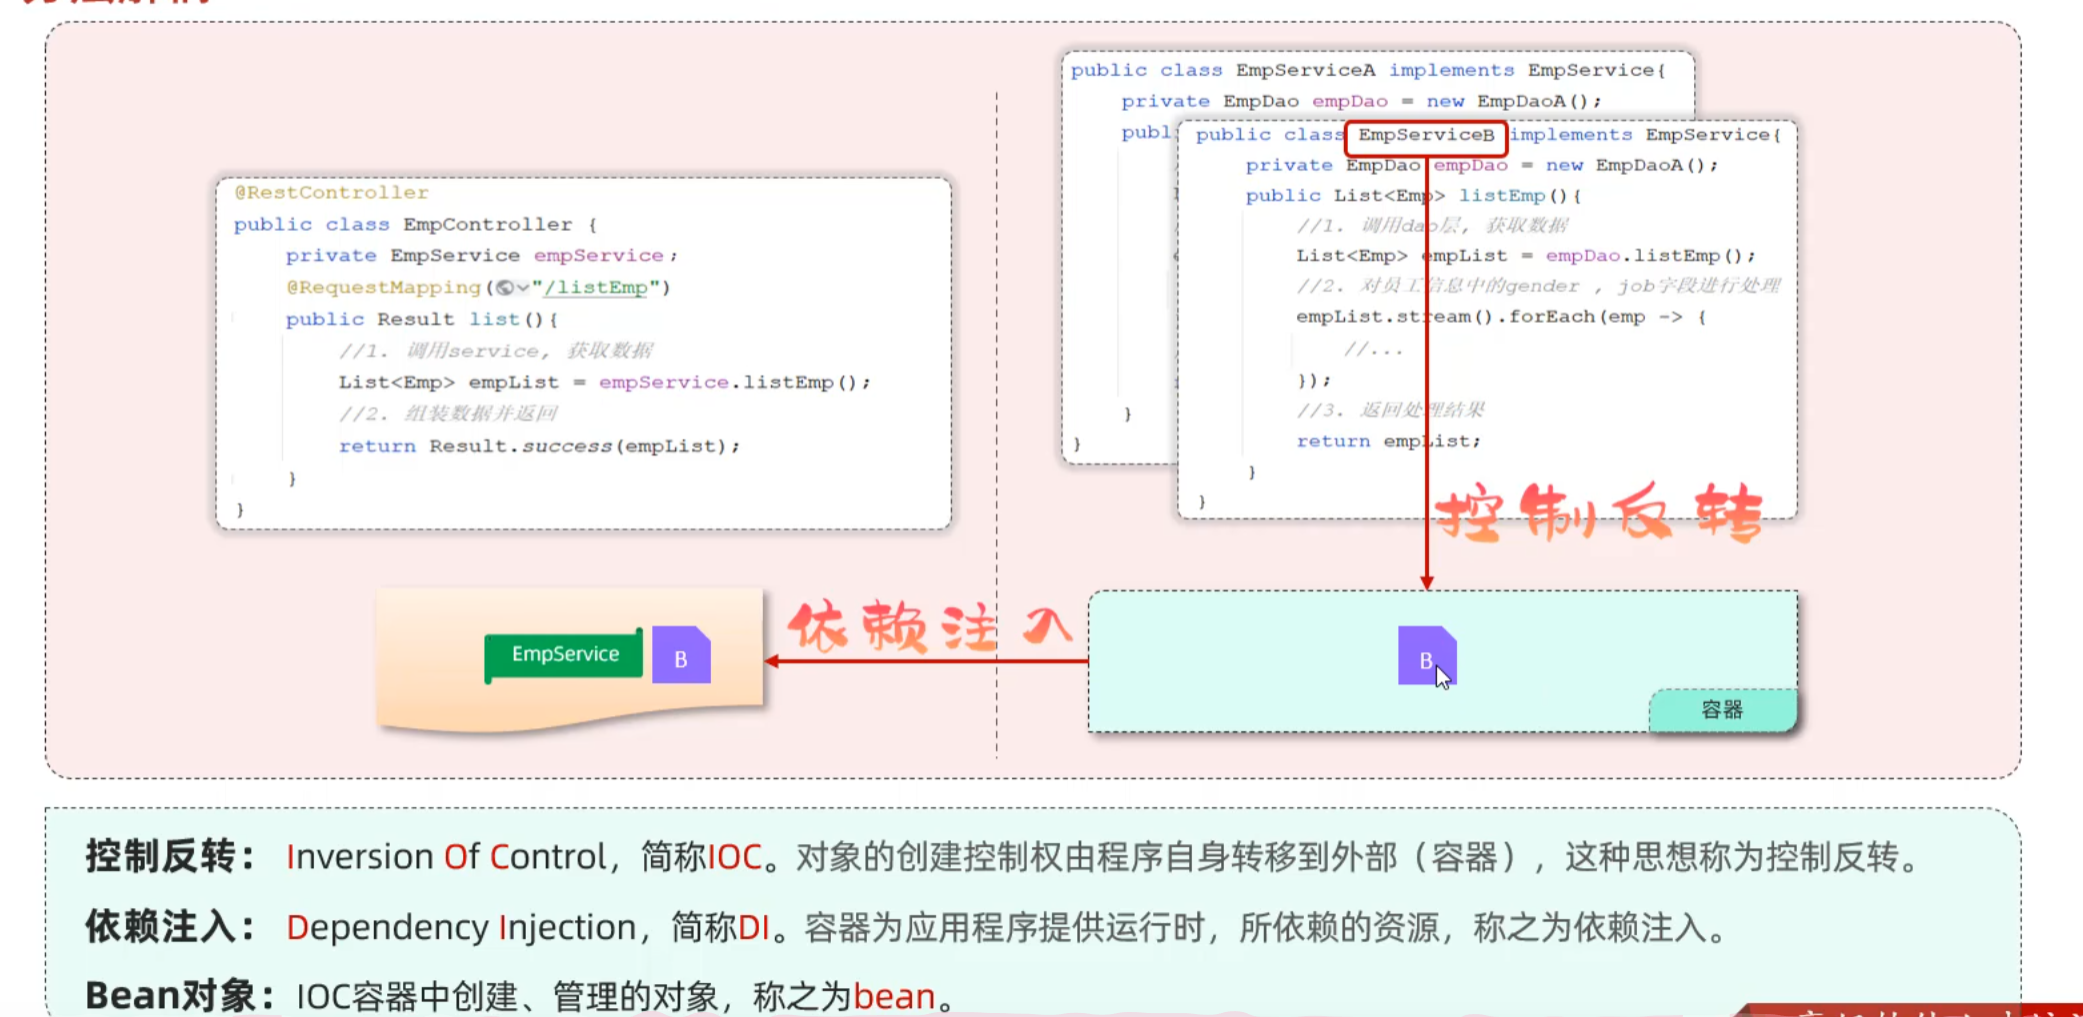 @RestController
public class EmpController {
private EmpService empService;
@RequestMapping("/listEmp")
public Result list(){
//1. 调用service, 获取数据
List<Emp> empList = empService.listEmp();
//2. 组装数据并返回
return Result.success(empList);
}
}
public class EmpServiceA implements EmpService{
private EmpDao empDao = new EmpDaoA();
publ
}
}
public class EmpServiceB implements EmpService{
private EmpDao empDao = new EmpDaoA();
public List<Emp> listEmp(){
//1. 调用dao层, 获取数据
List<Emp> empList = empDao.listEmp();
//2. 对员工信息中的gender , job字段进行处理
empList.stream().forEach(emp -> {
//...
});
//3. 返回处理结果
return empList;
}
}
控制反转
依赖注入
EmpService
B
B
容器
控制反转： Inversion Of Control，简称IOC。对象的创建控制权由程序自身转移到外部（容器），这种思想称为控制反转。
依赖注入： Dependency Injection，简称DI。容器为应用程序提供运行时，所依赖的资源，称之为依赖注入。
Bean对象：IOC容器中创建、管理的对象，称之为bean。